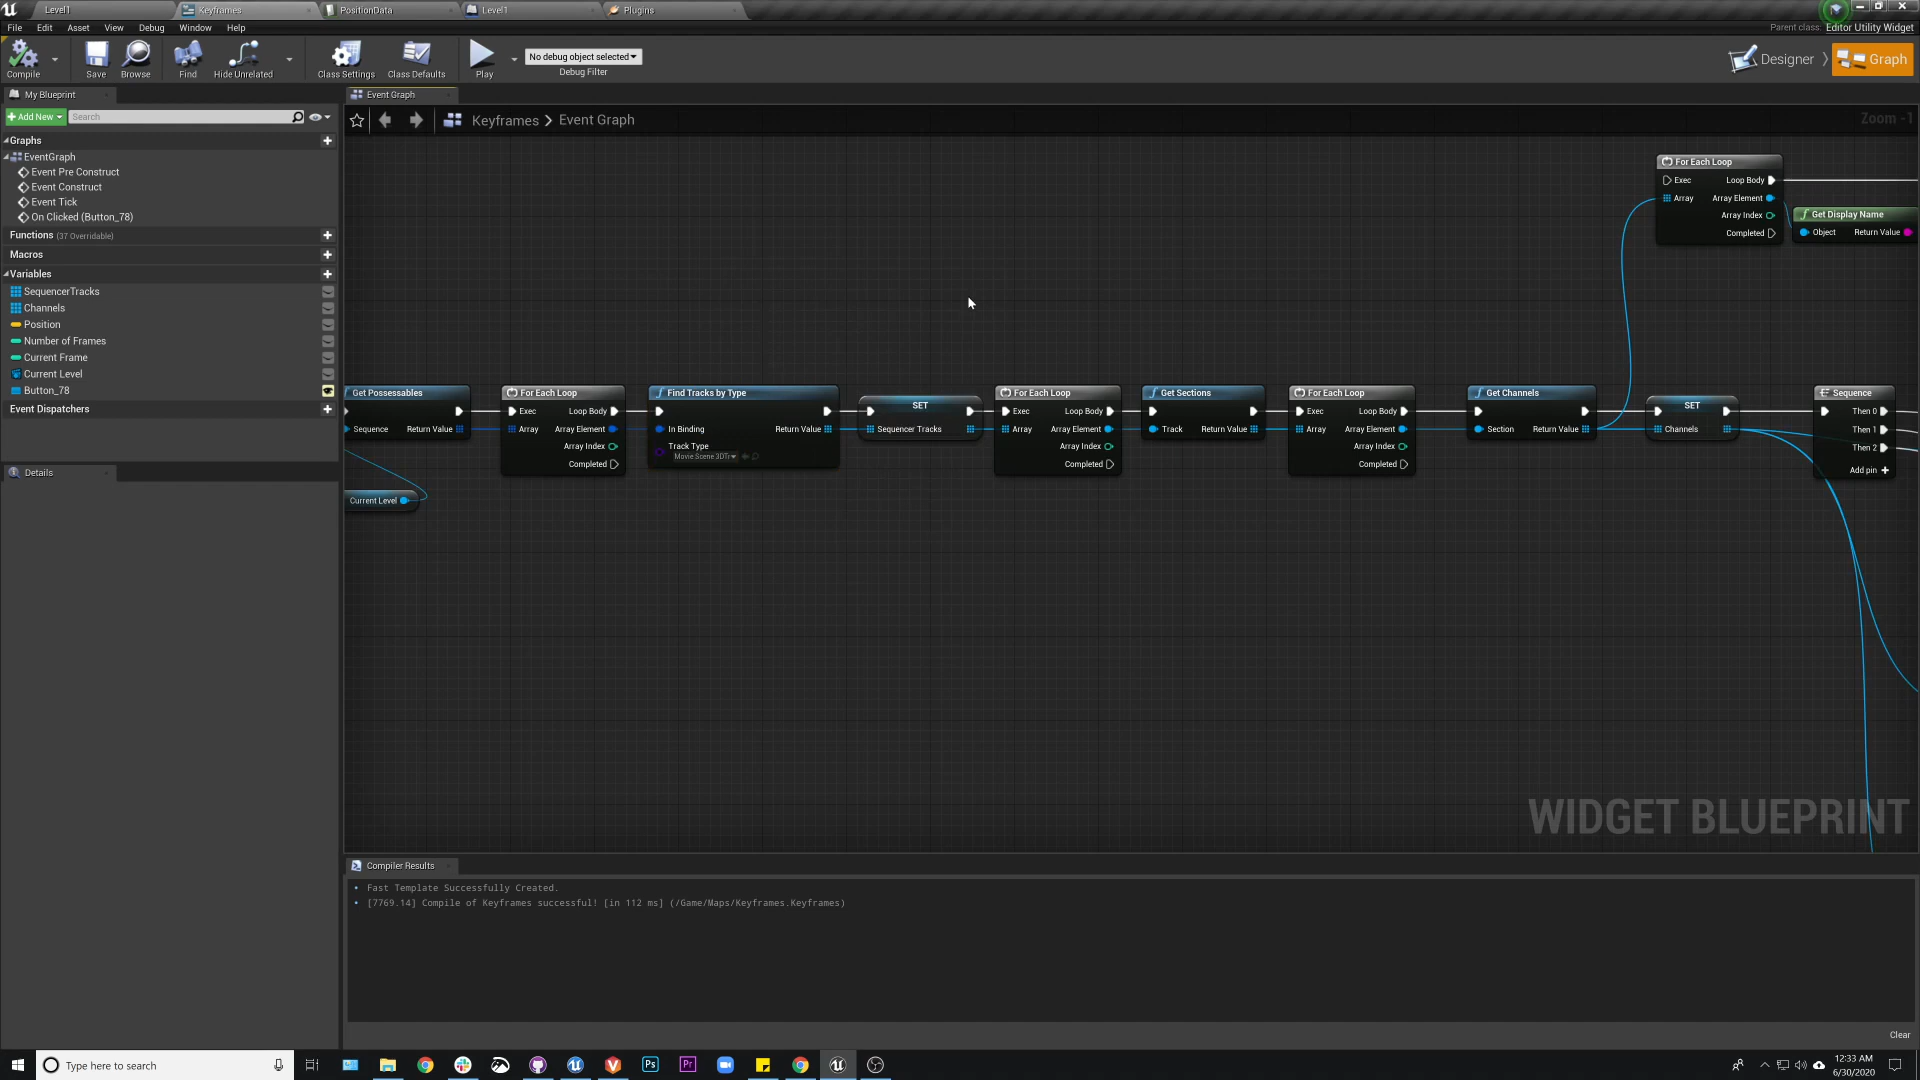 Level1
Keyframes
PositionData
Level1
Plugins
File Edit Asset View Debug Window Help
Parent class: Editor Utility Widget
Compile
Save
Browse
Find
Hide Unrelated
Class Settings
Class Defaults
Play
No debug object selected
Debug Filter
Designer
Graph
My Blueprint
Add New
Search
Graphs
EventGraph
Event Pre Construct
Event Construct
Event Tick
On Clicked (Button_78)
Functions (37 Overridable)
Macros
Variables
SequencerTracks
Channels
Position
Number of Frames
Current Frame
Current Level
Button_78
Event Dispatchers
Details
Event Graph
Keyframes > Event Graph
Zoom -1
For Each Loop
Exec Loop Body
Array Array Element
Array Index
Completed
Get Display Name
Object Return Value
Get Possessables
Sequence Return Value
Current Level
For Each Loop
Exec Loop Body
Array Array Element
Array Index
Completed
Find Tracks by Type
In Binding Return Value
Track Type
Movie Scene 3DTr
SET
Sequencer Tracks
For Each Loop
Exec Loop Body
Array Array Element
Array Index
Completed
Get Sections
Track Return Value
For Each Loop
Exec Loop Body
Array Array Element
Array Index
Completed
Get Channels
Section Return Value
SET
Channels
Sequence
Then 0
Then 1
Then 2
Add pin +
WIDGET BLUEPRINT
Compiler Results
• Fast Template Successfully Created.
• [7769.14] Compile of Keyframes successful! [in 112 ms] (/Game/Maps/Keyframes.Keyframes)
Clear
Type here to search
Ps
Pr
12:33 AM
6/30/2020